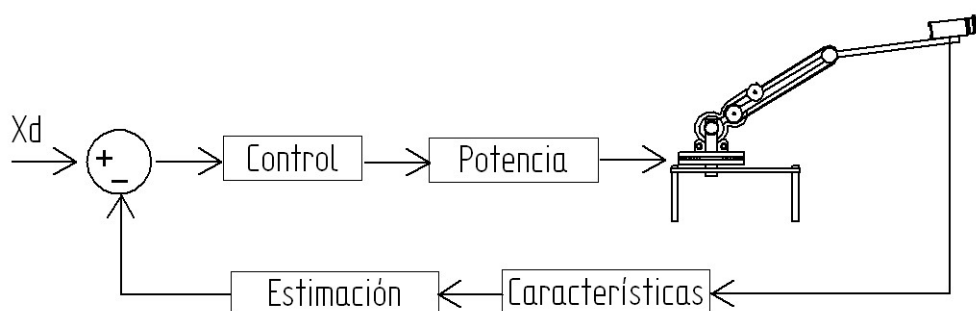 Xd
+
−
Control
Potencia
Estimación
Características